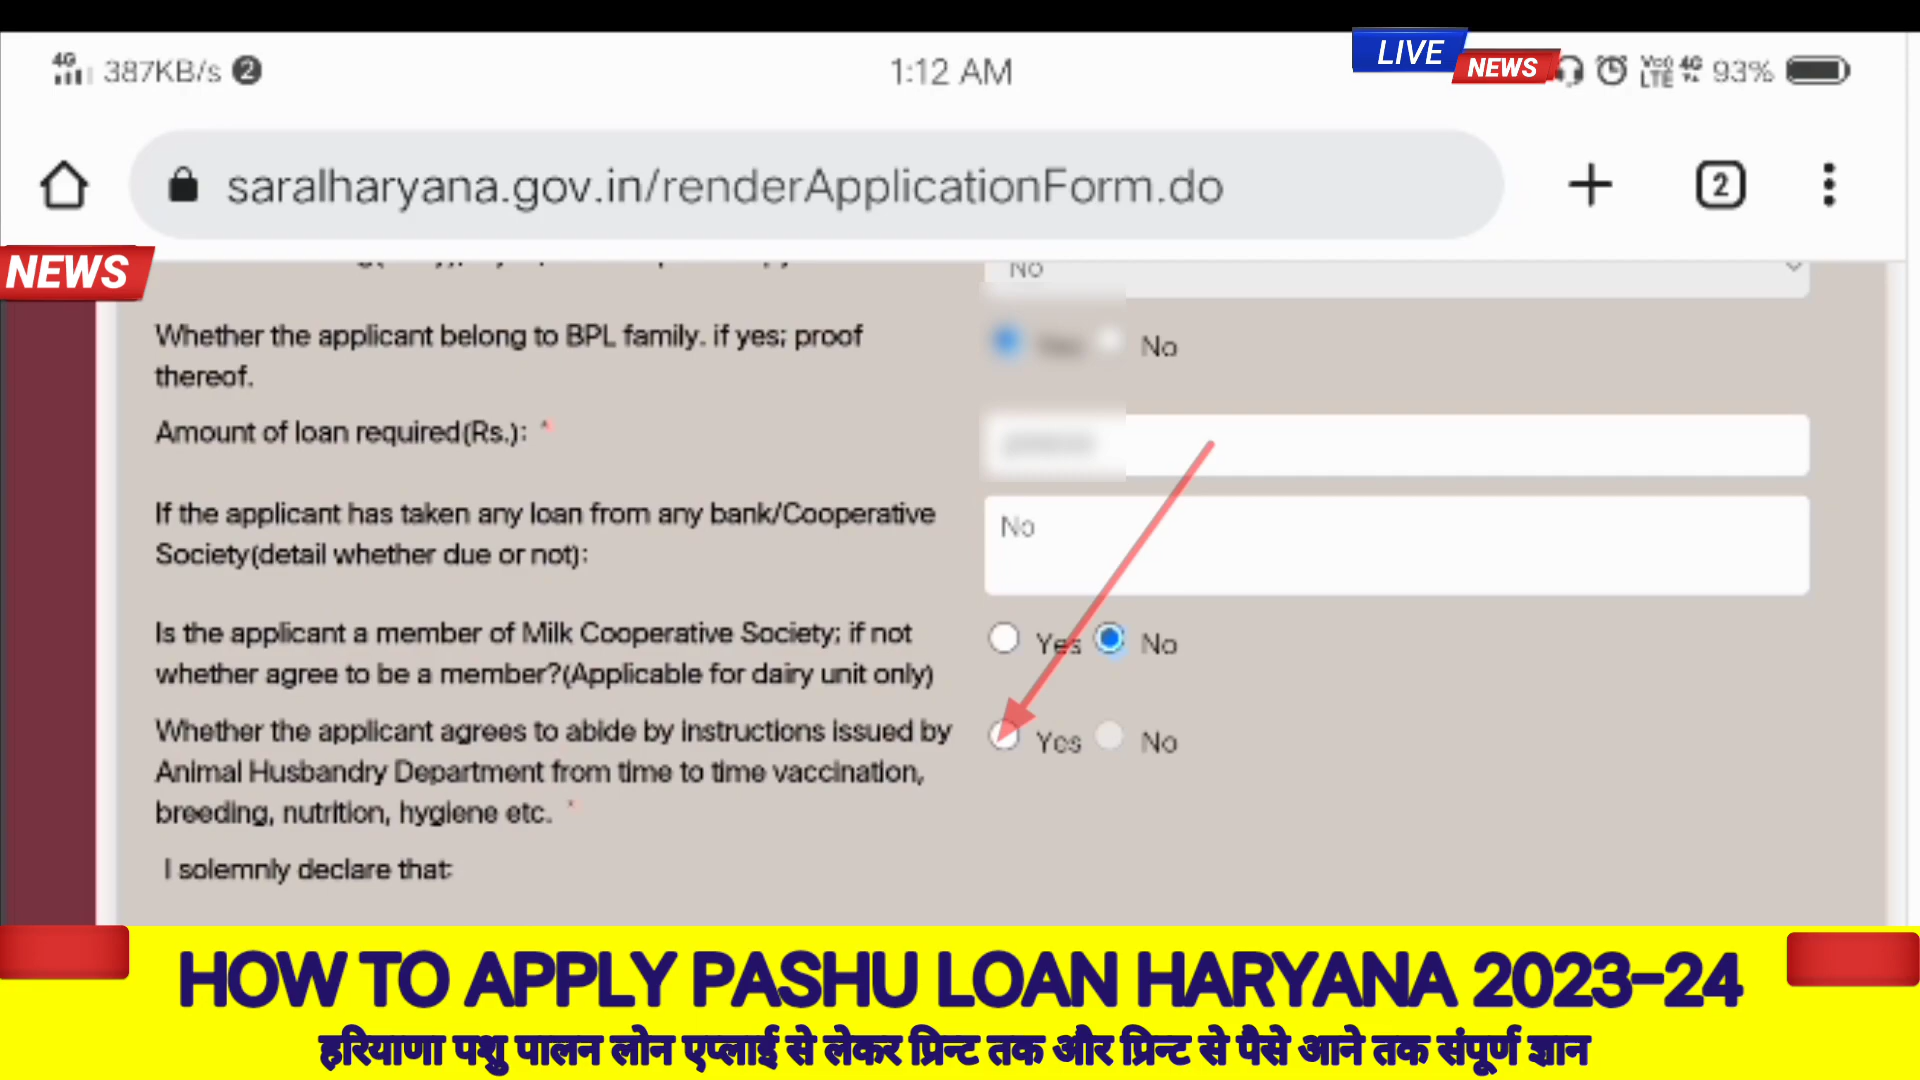 4G 387KB/s 2
1:12 AM
LIVE
NEWS
LTE 4G 93%
saralharyana.gov.in/renderApplicationForm.do
2
NEWS
No
Whether the applicant belong to BPL family. if yes; proof
thereof.
No
Amount of loan required(Rs.): *
If the applicant has taken any loan from any bank/Cooperative
Society(detail whether due or not):
No
Is the applicant a member of Milk Cooperative Society; if not
whether agree to be a member?(Applicable for dairy unit only)
Yes No
Whether the applicant agrees to abide by instructions issued by
Animal Husbandry Department from time to time vaccination,
breeding, nutrition, hygiene etc. *
Yes No
I solemnly declare that:
HOW TO APPLY PASHU LOAN HARYANA 2023-24
हरियाणा पशु पालन लोन एप्लाई से लेकर प्रिन्ट तक और प्रिन्ट से पैसे आने तक संपूर्ण ज्ञान